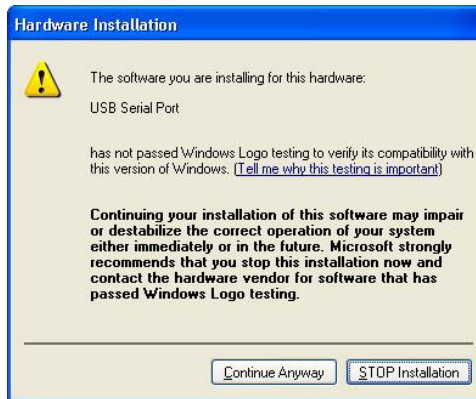 Hardware Installation
The software you are installing for this hardware:
USB Serial Port
has not passed Windows Logo testing to verify its compatibility with
this version of Windows. (Tell me why this testing is important)
Continuing your installation of this software may impair
or destabilize the correct operation of your system
either immediately or in the future. Microsoft strongly
recommends that you stop this installation now and
contact the hardware vendor for software that has
passed Windows Logo testing.
Continue Anyway
STOP Installation